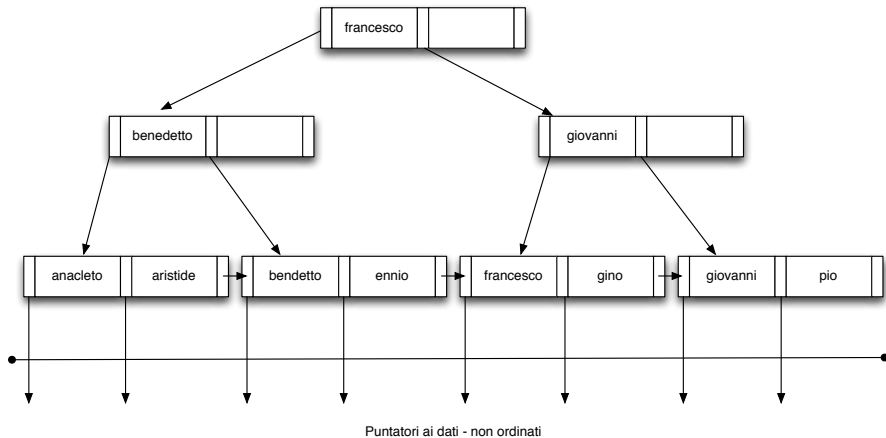 francesco
benedetto
giovanni
anacleto aristide bendetto ennio francesco gino giovanni pio
Puntatori ai dati - non ordinati